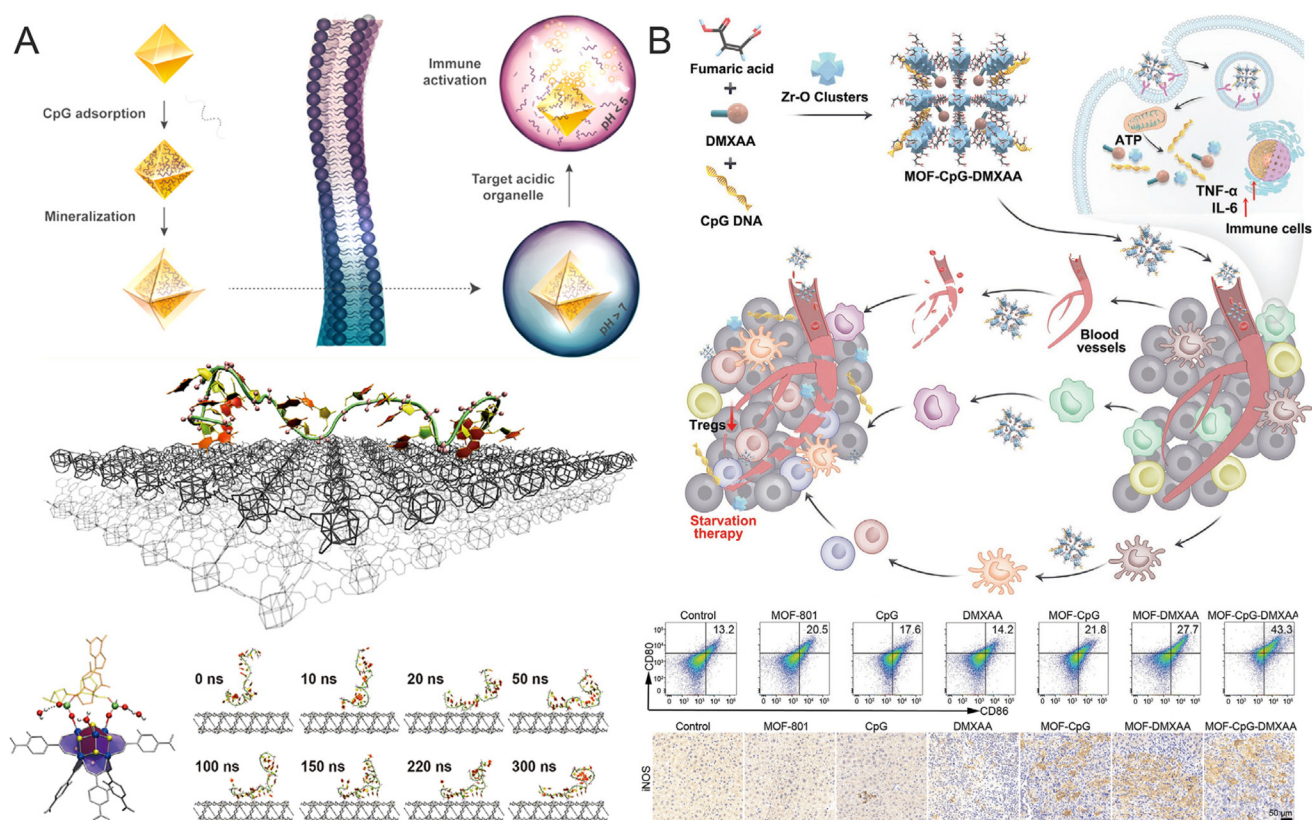 A
CpG adsorption
Mineralization
Immune
activation
pH < 5
Target acidic
organelle
pH > 7
0 ns
10 ns
20 ns
50 ns
100 ns
150 ns
220 ns
300 ns
B
Fumaric acid
+
DMXAA
+
CpG DNA
Zr-O Clusters
MOF-CpG-DMXAA
ATP
TNF-α
IL-6
Immune cells
Blood
vessels
Tregs
Starvation
therapy
Control
MOF-801
CpG
DMXAA
MOF-CpG
MOF-DMXAA
MOF-CpG-DMXAA
13.2
20.5
17.6
14.2
21.8
27.7
43.3
CD80
CD86
Control
MOF-801
CpG
DMXAA
MOF-CpG
MOF-DMXAA
MOF-CpG-DMXAA
iNOS
50 μm